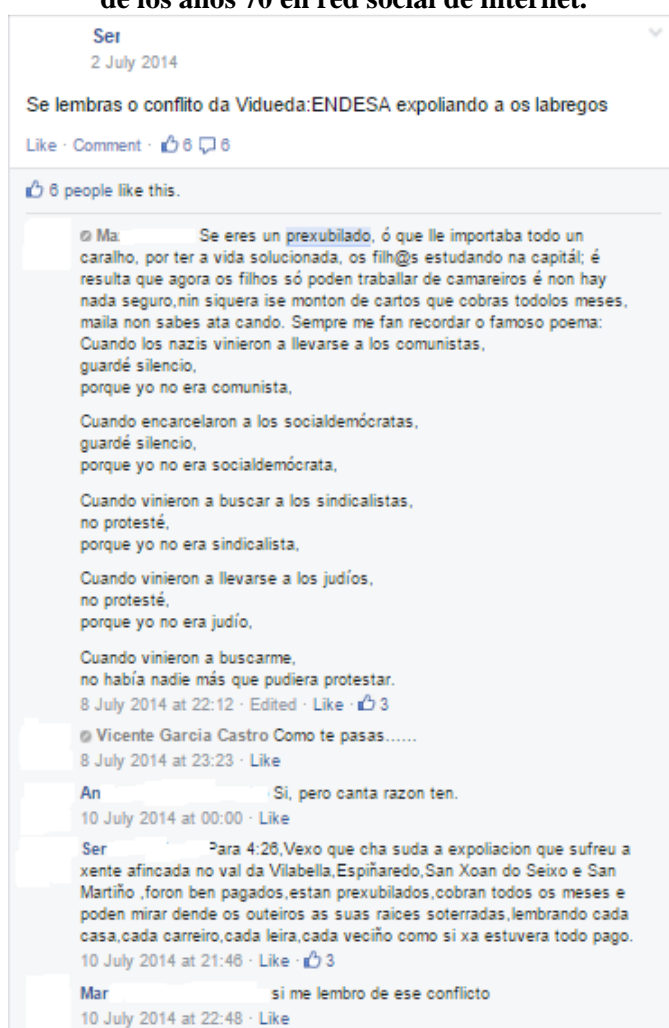 de los años 70 en red social de internet.
Ser
2 July 2014
Se lembras o conflito da Vidueda:ENDESA expoliando a os labregos
Like · Comment · 6 6
6 people like this.
Ma Se eres un prexubilado, ó que lle importaba todo un
caralho, por ter a vida solucionada, os filh@s estudando na capitál; é
resulta que agora os filhos só poden traballar de camareiros é non hay
nada seguro,nin siquera ise monton de cartos que cobras todolos meses,
maila non sabes ata cando. Sempre me fan recordar o famoso poema:
Cuando los nazis vinieron a llevarse a los comunistas,
guardé silencio,
porque yo no era comunista,
Cuando encarcelaron a los socialdemócratas,
guardé silencio,
porque yo no era socialdemócrata,
Cuando vinieron a buscar a los sindicalistas,
no protesté,
porque yo no era sindicalista,
Cuando vinieron a llevarse a los judíos,
no protesté,
porque yo no era judío,
Cuando vinieron a buscarme,
no había nadie más que pudiera protestar.
8 July 2014 at 22:12 · Edited · Like · 3
Vicente Garcia Castro Como te pasas......
8 July 2014 at 23:23 · Like
An Si, pero canta razon ten.
10 July 2014 at 00:00 · Like
Ser Para 4:26,Vexo que cha suda a expoliacion que sufreu a
xente afincada no val da Vilabella,Espiñaredo,San Xoan do Seixo e San
Martiño ,foron ben pagados,estan prexubilados,cobran todos os meses e
poden mirar dende os outeiros as suas raices soterradas,lembrando cada
casa,cada carreiro,cada leira,cada veciño como si xa estuvera todo pago.
10 July 2014 at 21:46 · Like · 3
Mar si me lembro de ese conflicto
10 July 2014 at 22:48 · Like